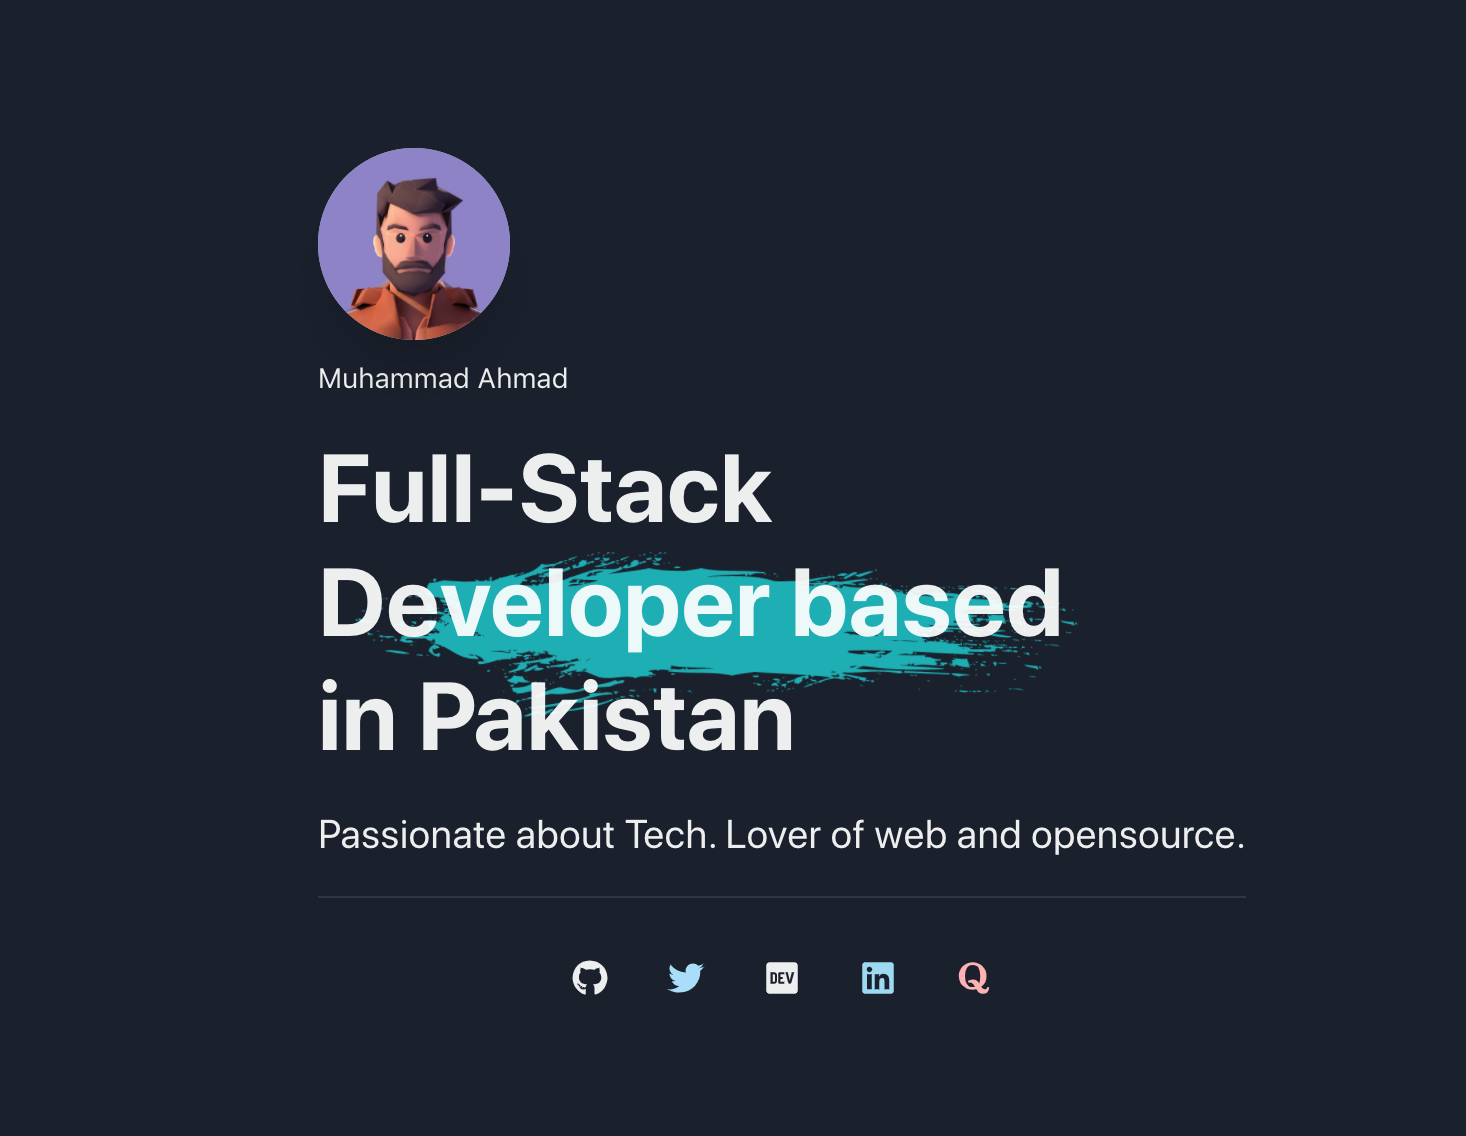 Muhammad Ahmad
Full-Stack
Developer based
in Pakistan
Passionate about Tech. Lover of web and opensource.
DEV
in
Q